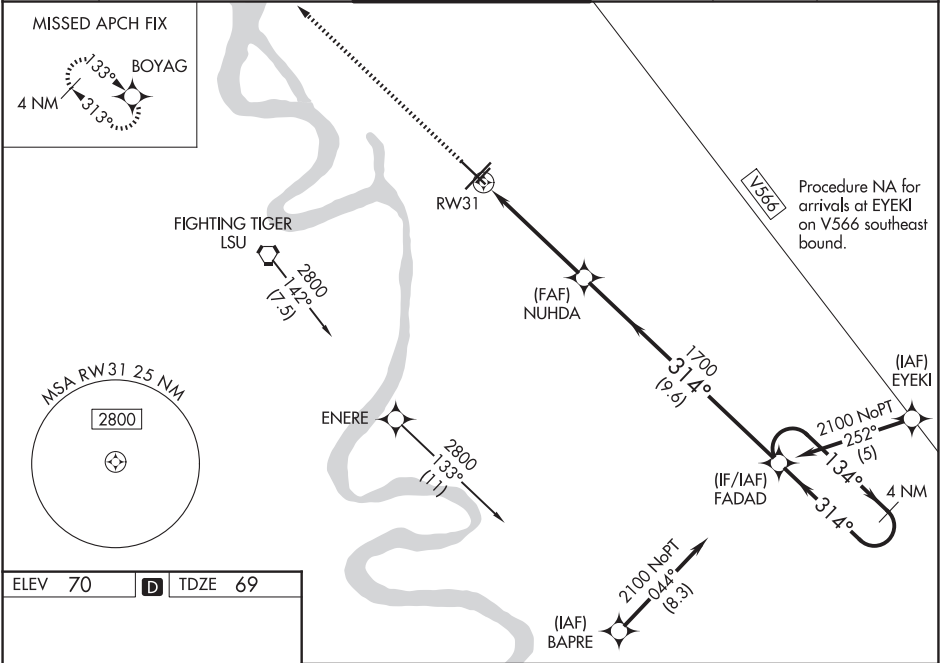 MISSED APCH FIX
BOYAG
133°
313°
4 NM
RW31
V566
Procedure NA for
arrivals at EYEKI
on V566 southeast
bound.
FIGHTING TIGER
LSU
2800
142°
(7.5)
(FAF)
NUHDA
1700
314°
(9.6)
(IAF)
EYEKI
2100 NoPT
252°
(5)
MSA RW31 25 NM
2800
ENERE
2800
133°
(11)
(IF/IAF)
FADAD
134°
314°
4 NM
2100 NoPT
044°
(8.3)
(IAF)
BAPRE
ELEV 70 D TDZE 69